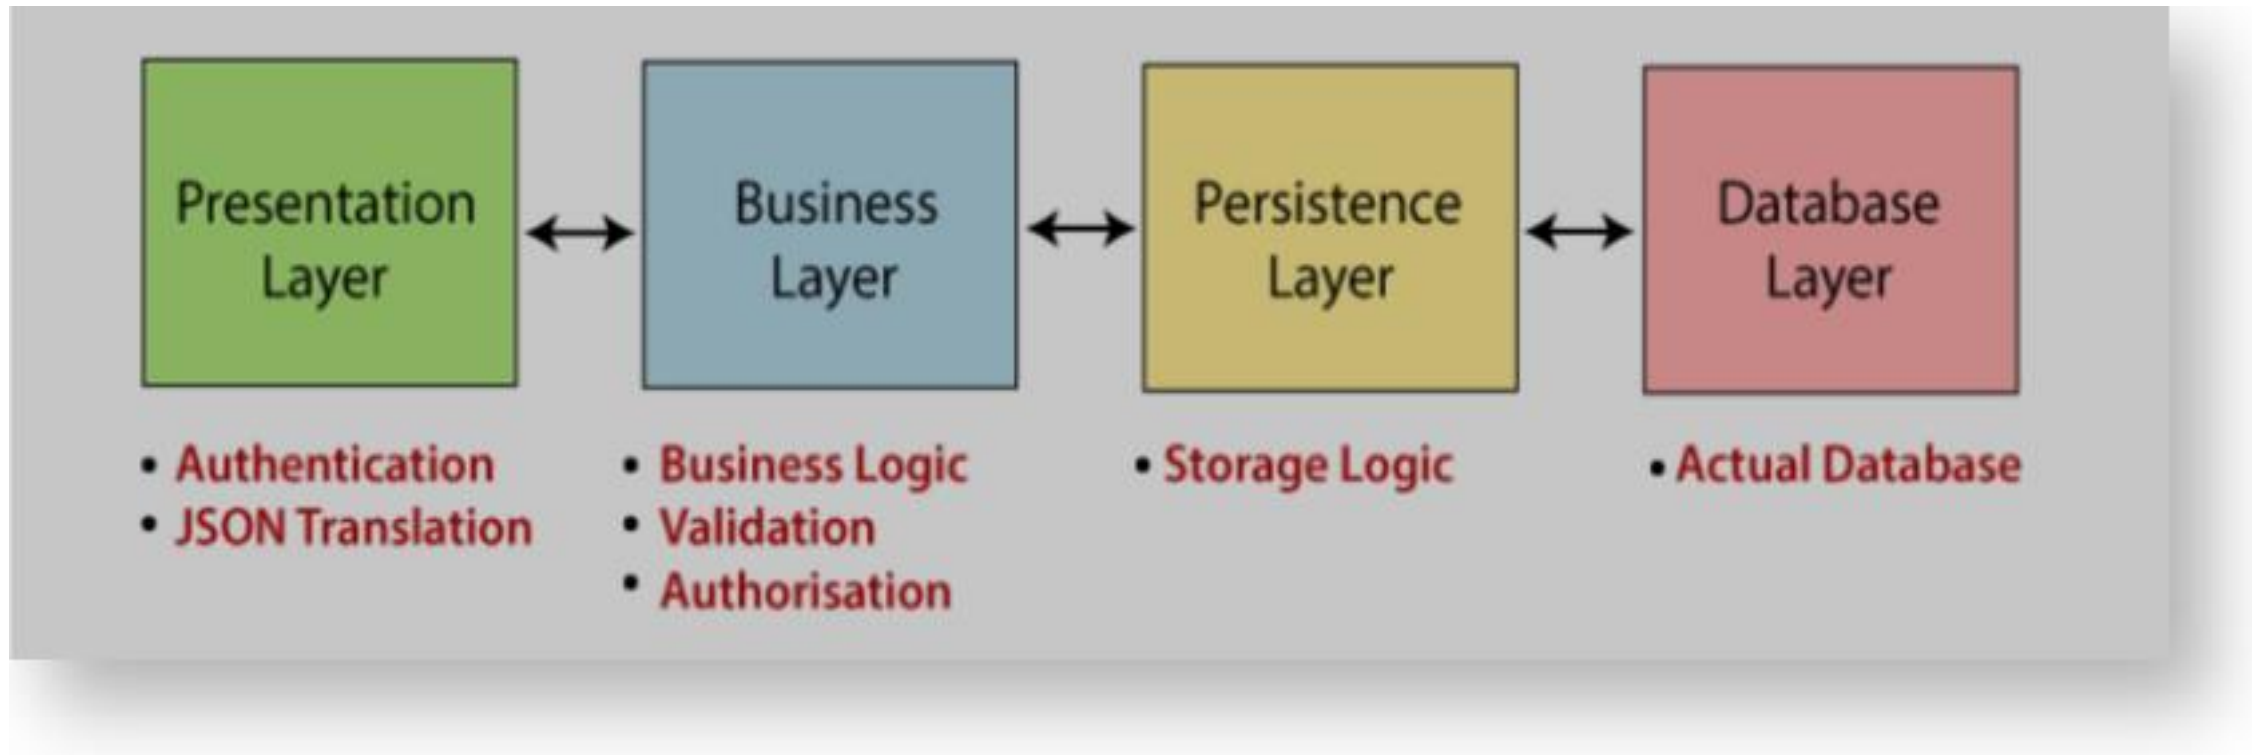 Presentation
Layer
Business
Layer
Persistence
Layer
Database
Layer
• Authentication
• JSON Translation
• Business Logic
• Validation
• Authorisation
• Storage Logic
• Actual Database